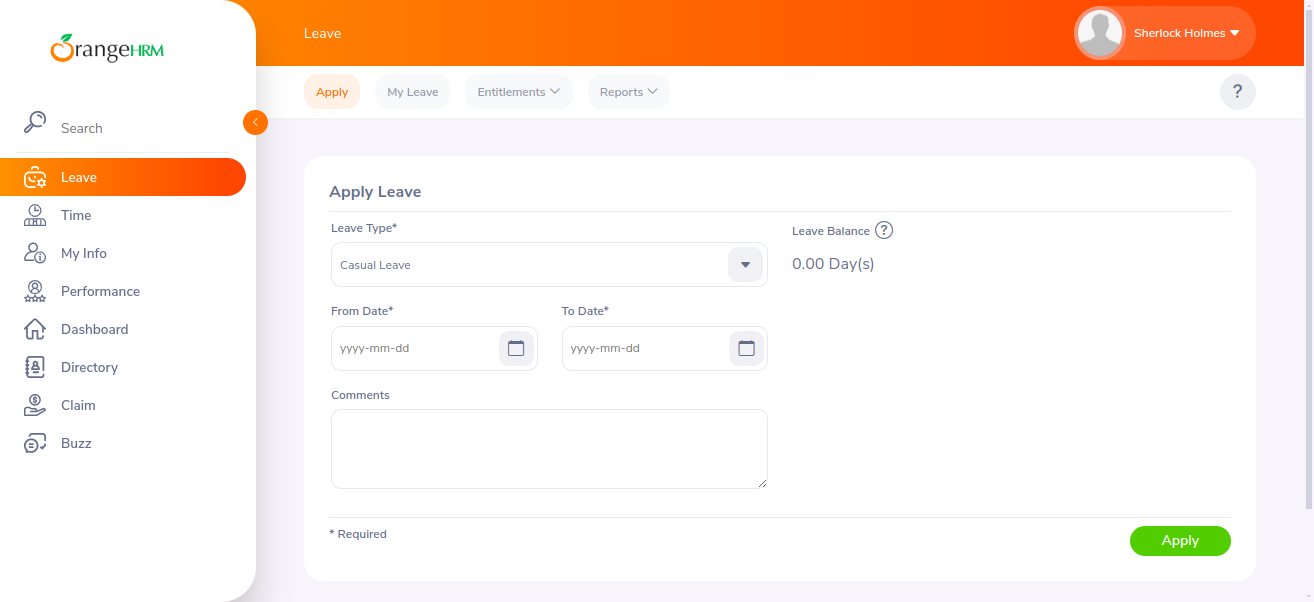 OrangeHRM
Search
Leave
Time
My Info
Performance
Dashboard
Directory
Claim
Buzz
Leave
Sherlock Holmes
Apply
My Leave
Entitlements
Reports
?
Apply Leave
Leave Type*
Casual Leave
Leave Balance ?
0.00 Day(s)
From Date*
To Date*
yyyy-mm-dd
yyyy-mm-dd
Comments
* Required
Apply